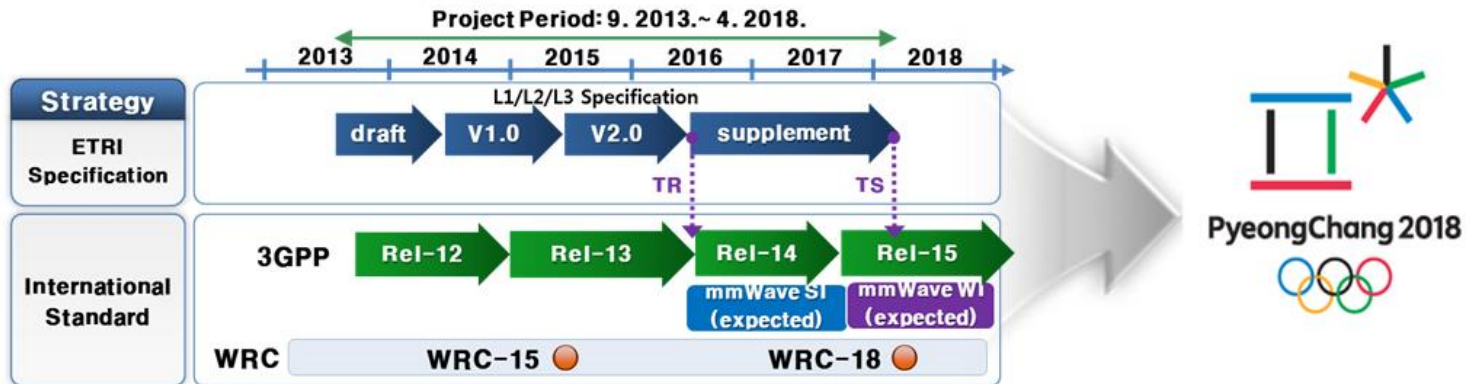 Project Period: 9. 2013.~ 4. 2018.
2013 2014 2015 2016 2017 2018
Strategy
ETRI
Specification
L1/L2/L3 Specification
draft V1.0 V2.0 supplement
TR TS
International
Standard
3GPP Rel-12 Rel-13 Rel-14 Rel-15
mmWave SI
(expected)
mmWave WI
(expected)
WRC WRC-15 WRC-18
PyeongChang 2018